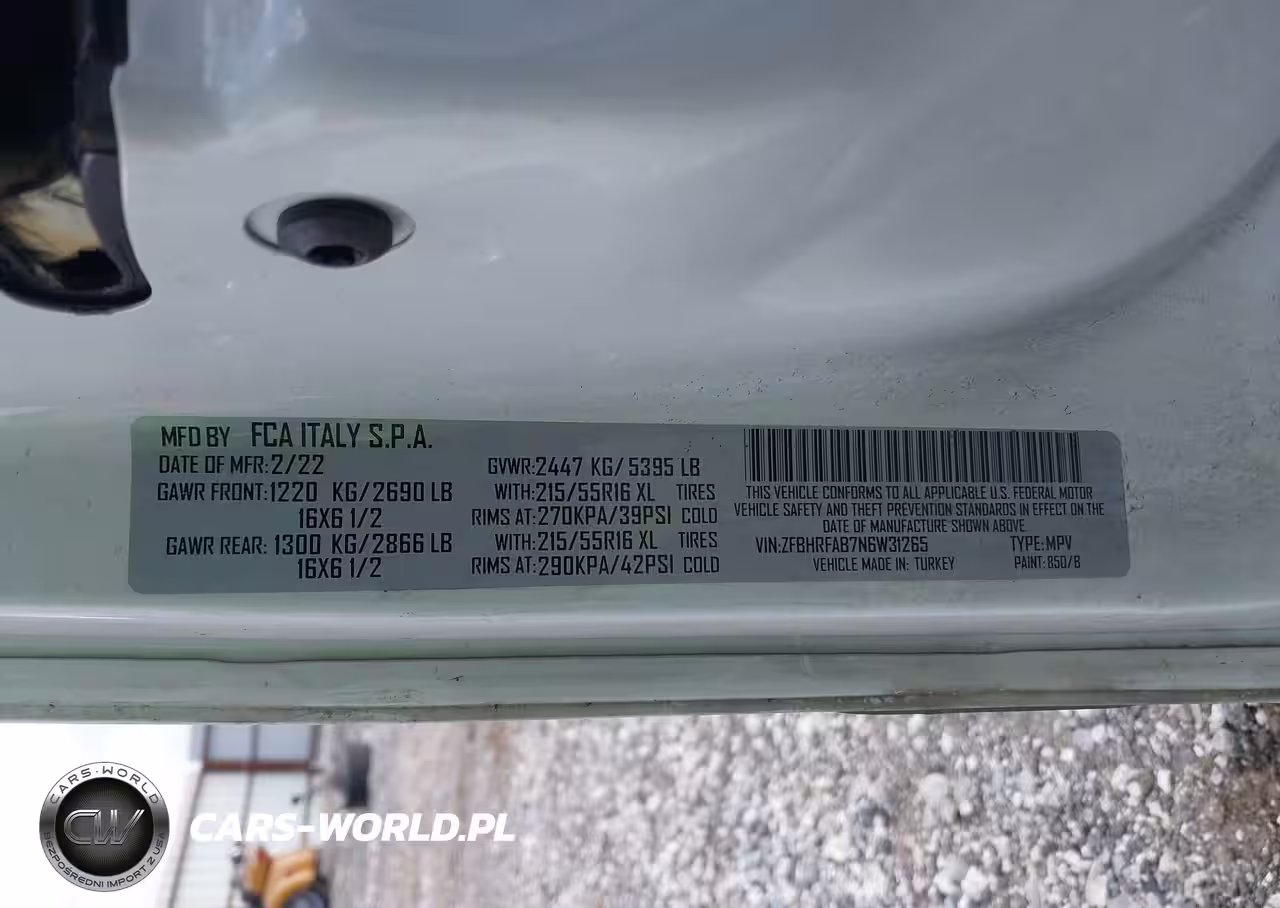 MFD BY FCA ITALY S.P.A.
DATE OF MFR:2/22
GAWR FRONT:1220 KG/2690 LB
16X6 1/2
GAWR REAR: 1300 KG/2866 LB
16X6 1/2
GVWR:2447 KG/5395 LB
WITH:215/55R16 XL TIRES
RIMS AT:270KPA/39PSI COLD
WITH:215/55R16 XL TIRES
RIMS AT:290KPA/42PSI COLD
THIS VEHICLE CONFORMS TO ALL APPLICABLE U.S. FEDERAL MOTOR
VEHICLE SAFETY AND THEFT PREVENTION STANDARDS IN EFFECT ON THE
DATE OF MANUFACTURE SHOWN ABOVE.
VIN:ZFBHRFAB7N6W31265 TYPE:MPV
VEHICLE MADE IN: TURKEY PAINT:850/B
CARS-WORLD
CW
BEZPOŚREDNI IMPORT Z USA
CARS-WORLD.PL